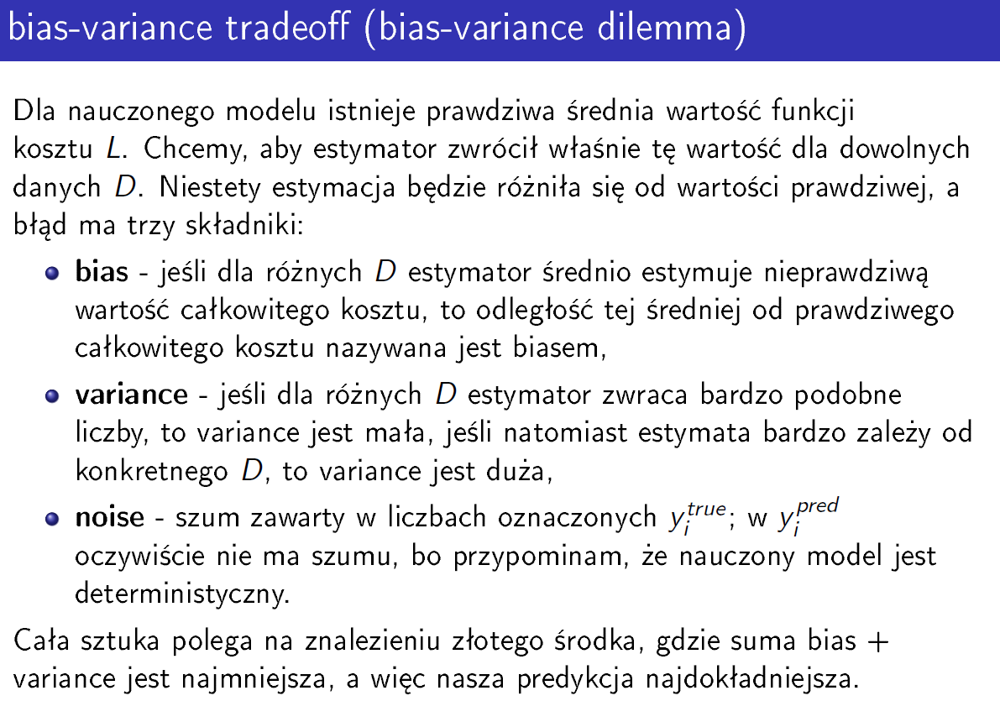 bias-variance tradeoff (bias-variance dilemma)
Dla nauczonego modelu istnieje prawdziwa średnia wartość funkcji
kosztu L. Chcemy, aby estymator zwrócił właśnie tę wartość dla dowolnych
danych D. Niestety estymacja będzie różniła się od wartości prawdziwej, a
błąd ma trzy składniki:
bias - jeśli dla różnych D estymator średnio estymuje nieprawdziwą
wartość całkowitego kosztu, to odległość tej średniej od prawdziwego
całkowitego kosztu nazywana jest biasem,
variance - jeśli dla różnych D estymator zwraca bardzo podobne
liczby, to variance jest mała, jeśli natomiast estymata bardzo zależy od
konkretnego D, to variance jest duża,
noise - szum zawarty w liczbach oznaczonych y_i^{true}; w y_i^{pred}
oczywiście nie ma szumu, bo przypominam, że nauczony model jest
deterministyczny.
Cała sztuka polega na znalezieniu złotego środka, gdzie suma bias +
variance jest najmniejsza, a więc nasza predykcja najdokładniejsza.